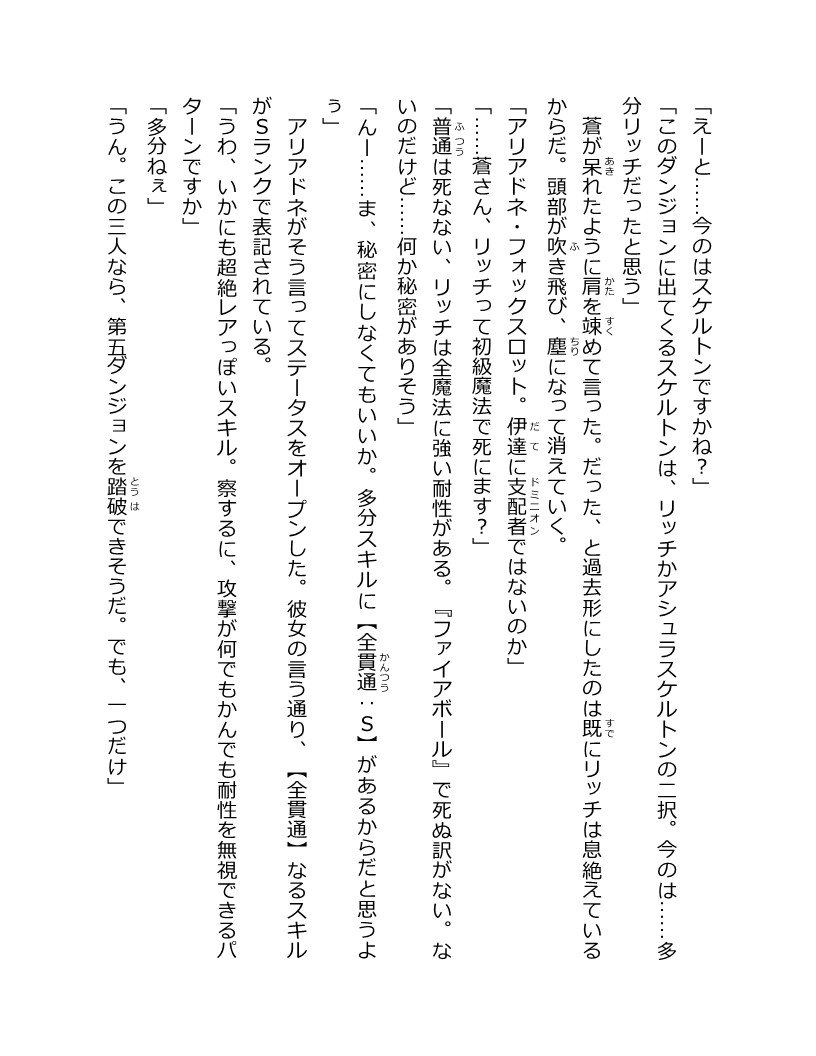 「えーと……今のはスケルトンですかね？」
「このダンジョンに出てくるスケルトンは、リッチかアシュラスケルトンの二択。今のは……多
分リッチだったと思う」
　蒼が呆れたように肩を竦めて言った。だった、と過去形にしたのは既にリッチは息絶えている
からだ。頭部が吹き飛び、塵になって消えていく。
「アリアドネ・フォックスロット。伊達に支配者ではないのか」
「……蒼さん、リッチって初級魔法で死にます？」
「普通は死なない、リッチは全魔法に強い耐性がある。『ファイアボール』で死ぬ訳がない。な
いのだけど……何か秘密がありそう」
「んー……ま、秘密にしなくてもいいか。多分スキルに【全貫通：Ｓ】があるからだと思うよ
ぅ」
　アリアドネがそう言ってステータスをオープンした。彼女の言う通り、【全貫通】なるスキル
がＳランクで表記されている。
「うわ、いかにも超絶レアっぽいスキル。察するに、攻撃が何でもかんでも耐性を無視できるパ
ターンですか」
「多分ねぇ」
「うん。この三人なら、第五ダンジョンを踏破できそうだ。でも、一つだけ」